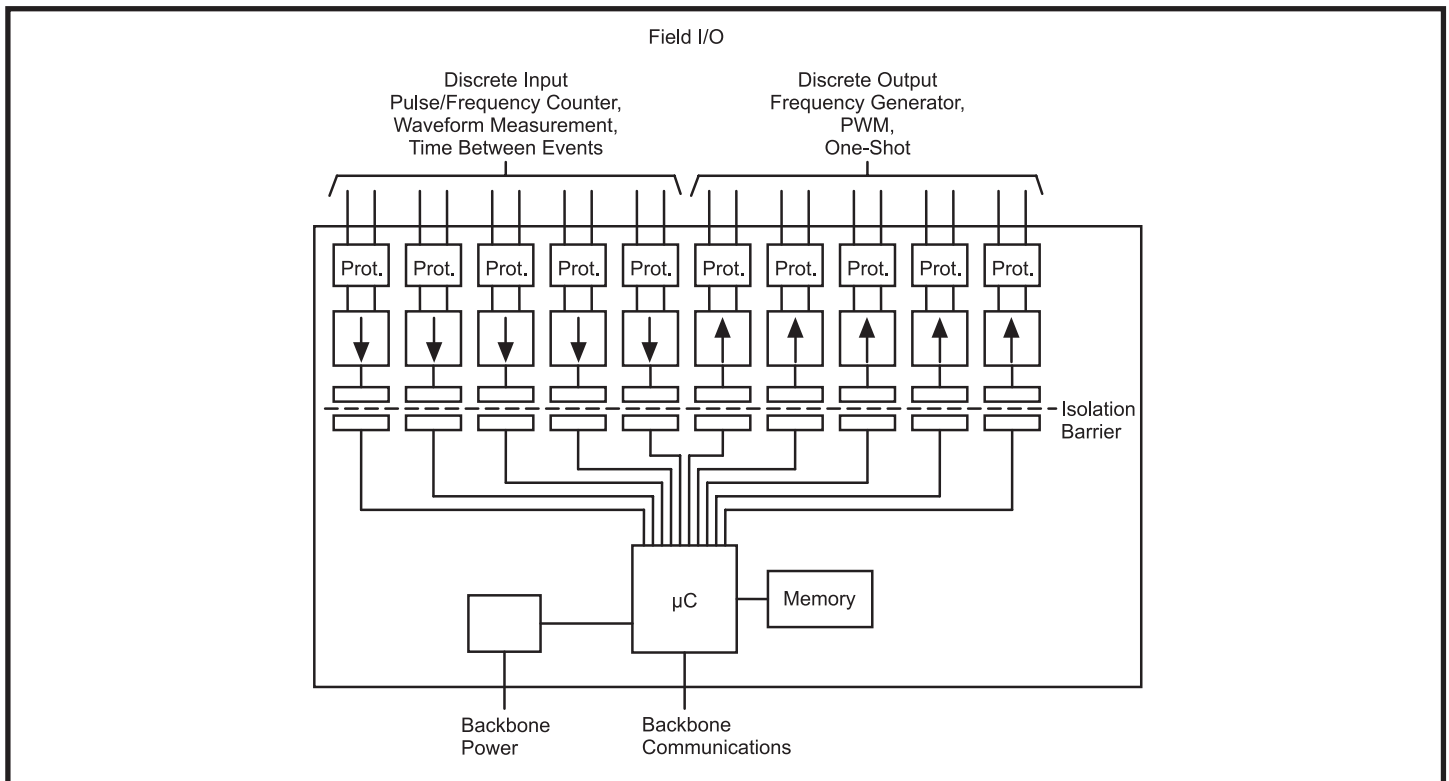 Field I/O
Discrete Input
Pulse/Frequency Counter,
Waveform Measurement,
Time Between Events
Discrete Output
Frequency Generator,
PWM,
One-Shot
Prot. Prot. Prot. Prot. Prot. Prot. Prot. Prot. Prot. Prot.
Isolation
Barrier
µC
Memory
Backbone
Power
Backbone
Communications